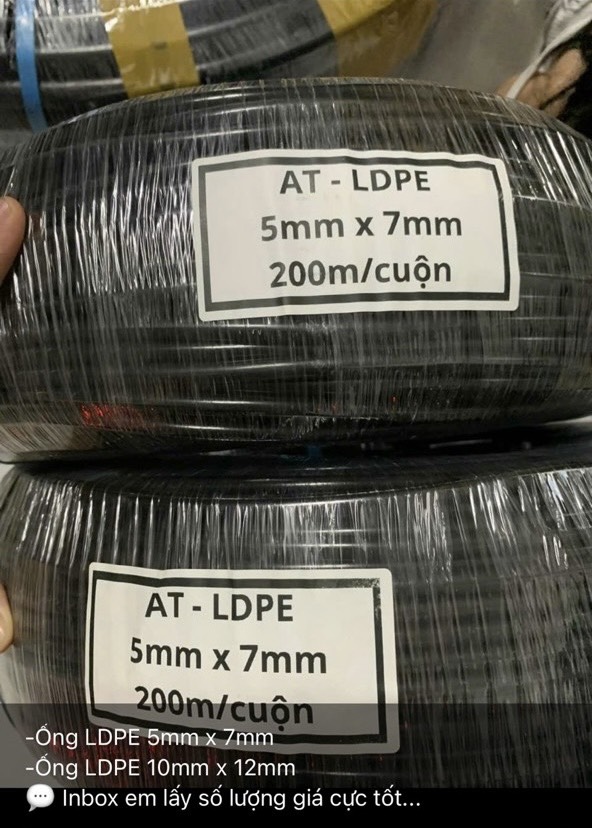 AT - LDPE
5mm x 7mm
200m/cuộn
AT - LDPE
5mm x 7mm
200m/cuộn
-Ống LDPE 5mm x 7mm
-Ống LDPE 10mm x 12mm
💬 Inbox em lấy số lượng giá cực tốt...